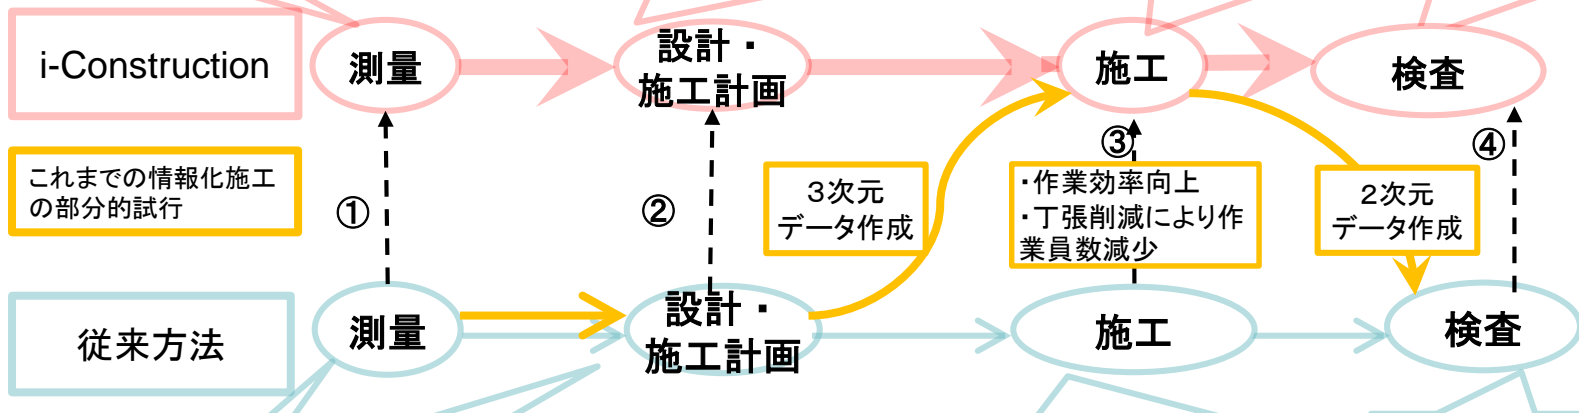 i-Construction
測量
設計・
施工計画
施工
検査
これまでの情報化施工
の部分的試行
①
②
3次元
データ作成
③
・作業効率向上
・丁張削減により作
業員数減少
2次元
データ作成
④
従来方法
測量
設計・
施工計画
施工
検査